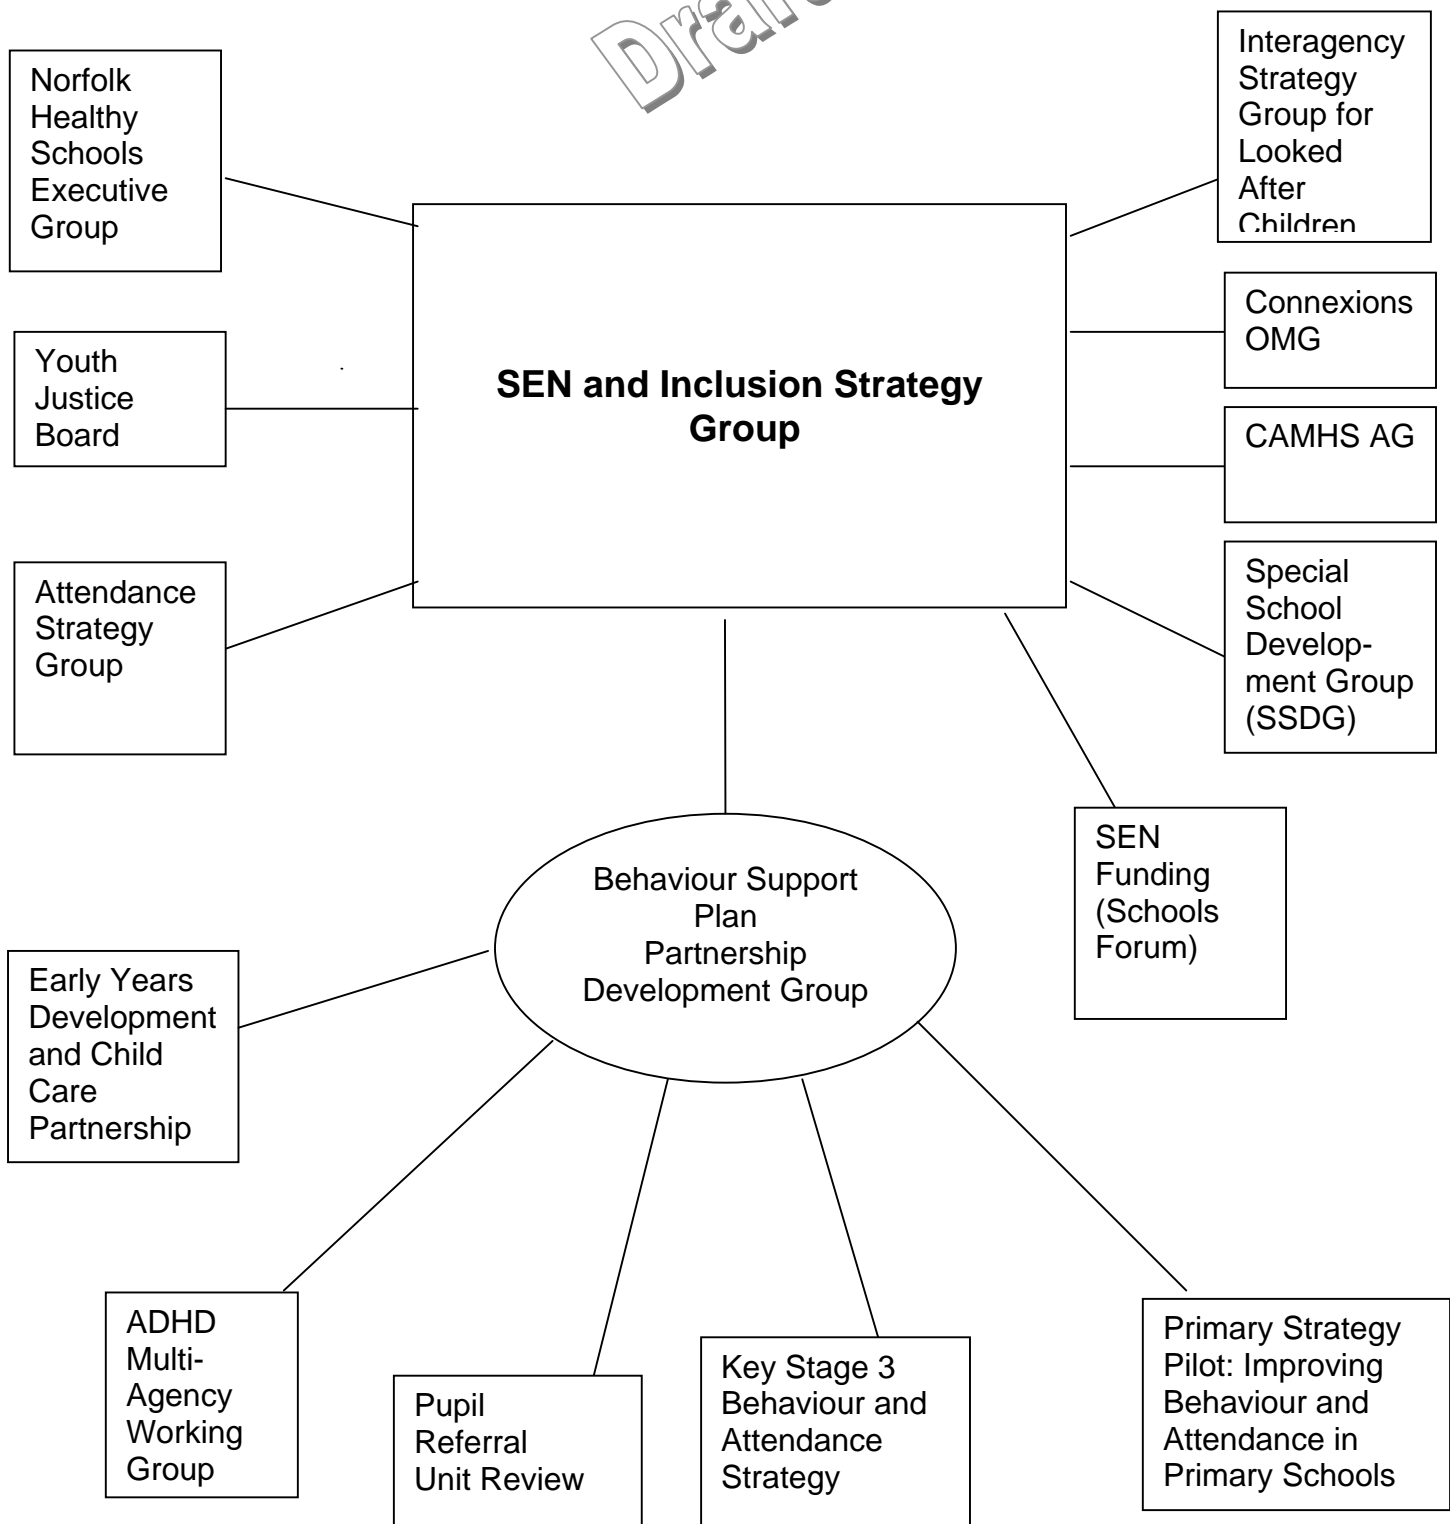 Draft
Norfolk
Healthy
Schools
Executive
Group
Interagency
Strategy
Group for
Looked
After
Children
Youth
Justice
Board
SEN and Inclusion Strategy
Group
Connexions
OMG
CAMHS AG
Attendance
Strategy
Group
Special
School
Develop-
ment Group
(SSDG)
SEN
Funding
(Schools
Forum)
Behaviour Support
Plan
Partnership
Development Group
Early Years
Development
and Child
Care
Partnership
ADHD
Multi-
Agency
Working
Group
Pupil
Referral
Unit Review
Key Stage 3
Behaviour and
Attendance
Strategy
Primary Strategy
Pilot: Improving
Behaviour and
Attendance in
Primary Schools